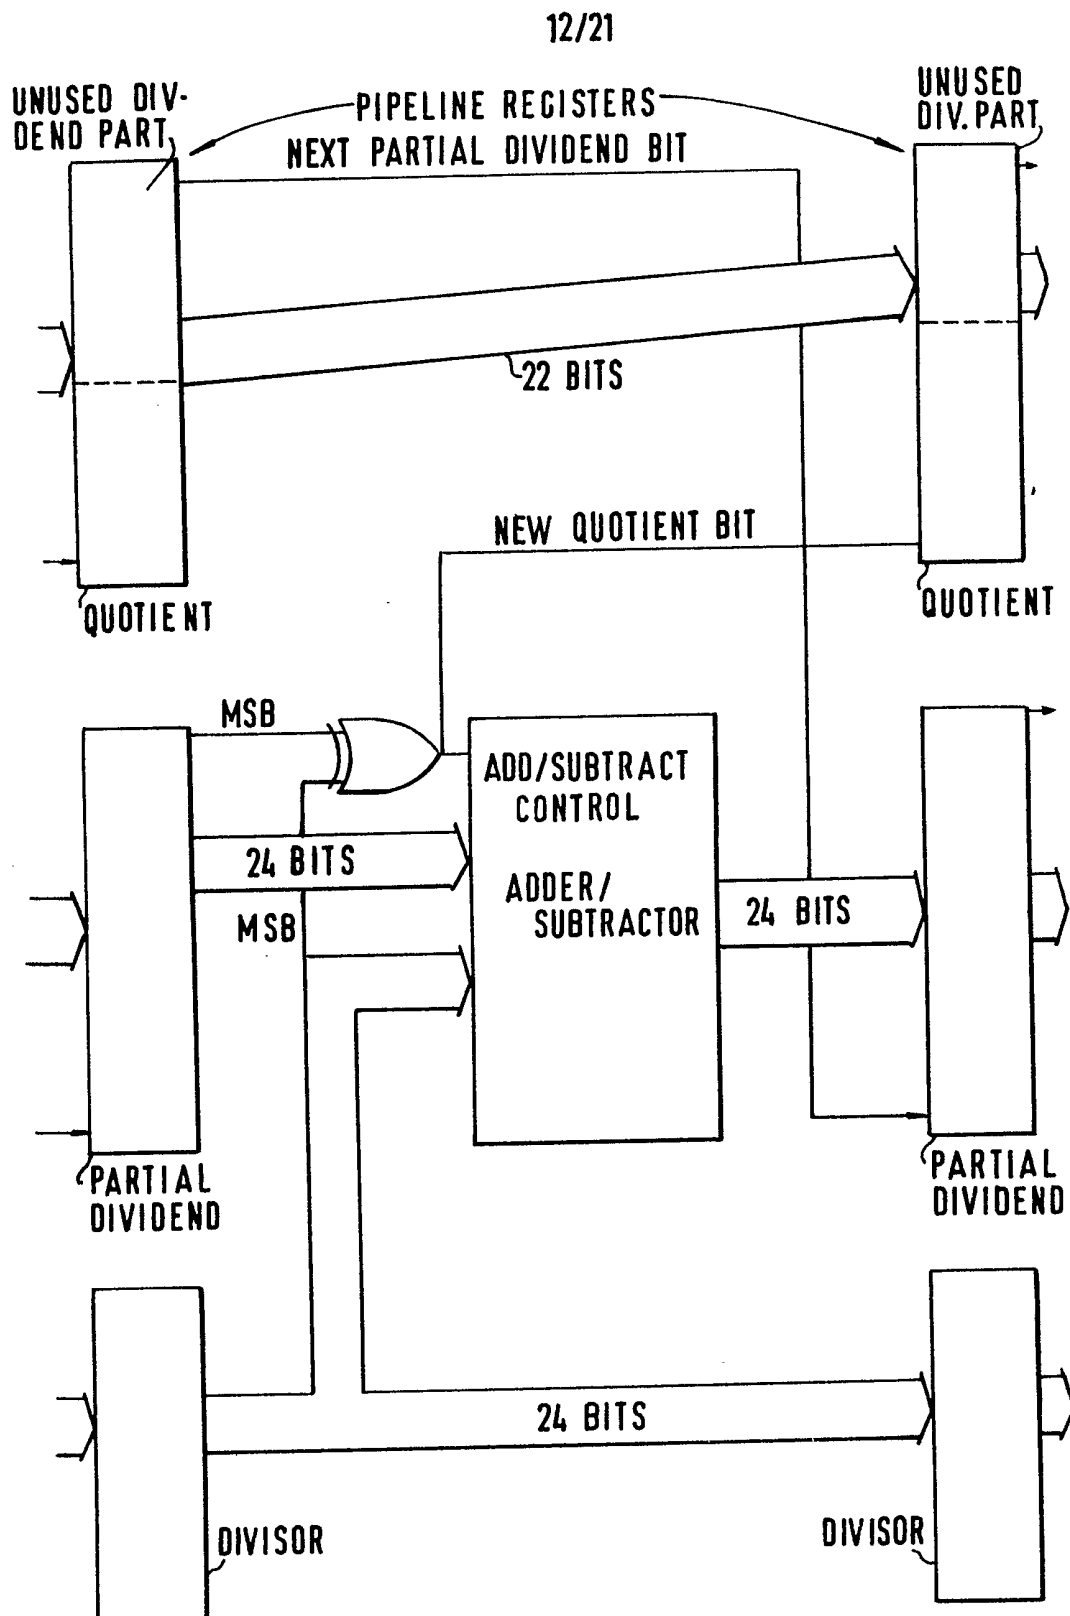 12/21
UNUSED DIV-
DEND PART
PIPELINE REGISTERS
UNUSED
DIV. PART
NEXT PARTIAL DIVIDEND BIT
22 BITS
NEW QUOTIENT BIT
QUOTIENT
QUOTIENT
MSB
ADD/SUBTRACT
CONTROL
24 BITS
MSB
ADDER/
SUBTRACTOR
24 BITS
PARTIAL
DIVIDEND
PARTIAL
DIVIDEND
24 BITS
DIVISOR
DIVISOR